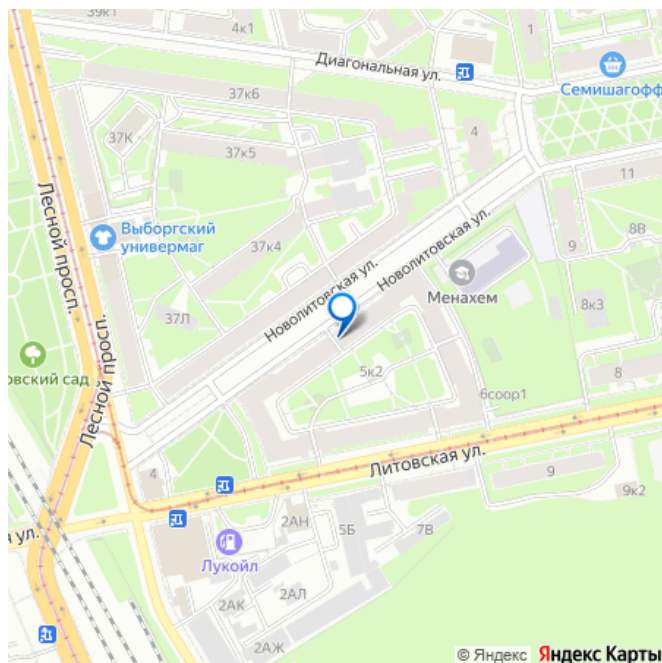 39к1
4к1
1
Диагональная ул.
Семишагофф
37к6
37К
37к5
4
11
Лесной просп.
Выборгский
универмаг
37к4
Новолитовская ул.
Новолитовская ул.
9
8В
Менахем
37Л
8к3
овский сад
Лесной просп.
5к2
6соор1
8
4
Литовская ул.
9
9к2
2АН
5Б
7В
а ул.
Лукойл
2АЛ
2АК
2АЖ
© Яндекс Яндекс Карты